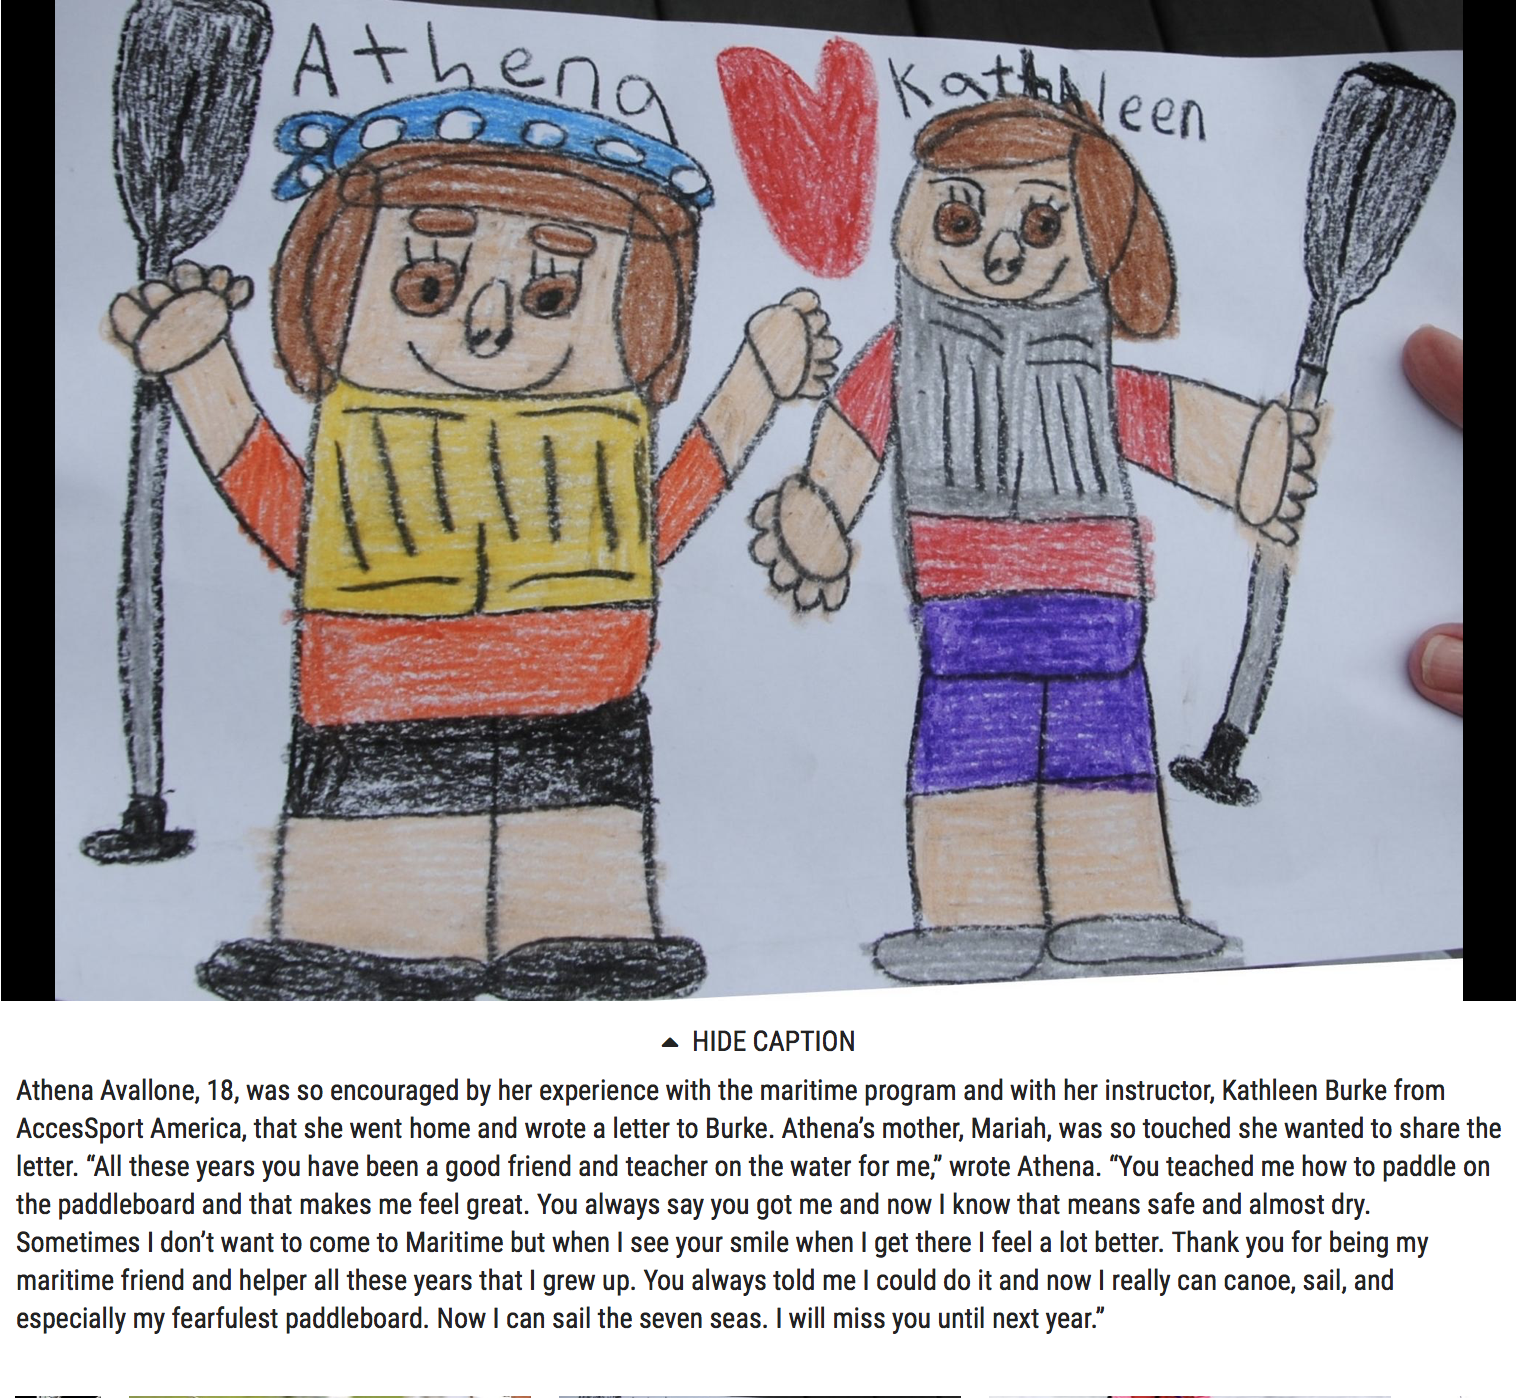 Athena Kathleen
HIDE CAPTION
Athena Avallone, 18, was so encouraged by her experience with the maritime program and with her instructor, Kathleen Burke from
AccesSport America, that she went home and wrote a letter to Burke. Athena’s mother, Mariah, was so touched she wanted to share the
letter. “All these years you have been a good friend and teacher on the water for me,” wrote Athena. “You teached me how to paddle on
the paddleboard and that makes me feel great. You always say you got me and now I know that means safe and almost dry.
Sometimes I don’t want to come to Maritime but when I see your smile when I get there I feel a lot better. Thank you for being my
maritime friend and helper all these years that I grew up. You always told me I could do it and now I really can canoe, sail, and
especially my fearfulest paddleboard. Now I can sail the seven seas. I will miss you until next year.”